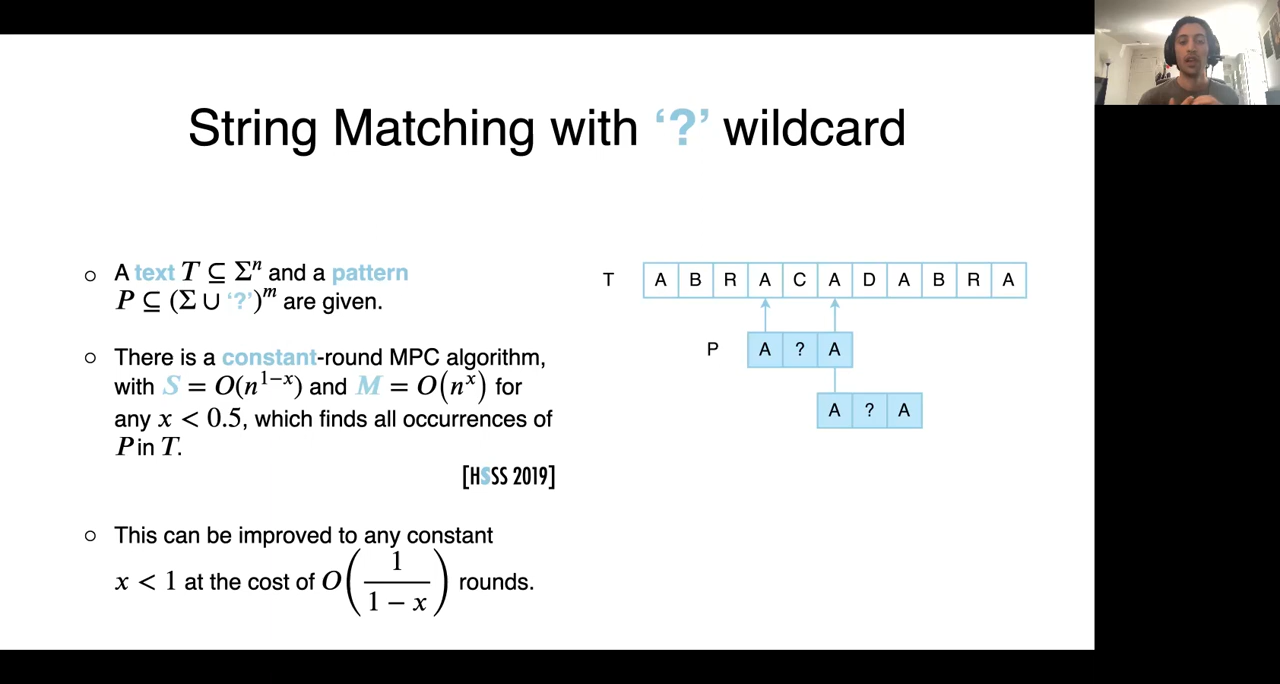 String Matching with ‘?’ wildcard
A text T ⊆ Σⁿ and a pattern
P ⊆ (Σ ∪ ‘?’)ᵐ are given.
There is a constant-round MPC algorithm,
with S = O(n^{1−x}) and M = O(n^x) for
any x < 0.5, which finds all occurrences of
P in T.
[HSSS 2019]
This can be improved to any constant
x < 1 at the cost of O(1/(1 − x)) rounds.
T A B R A C A D A B R A
P A ? A
A ? A